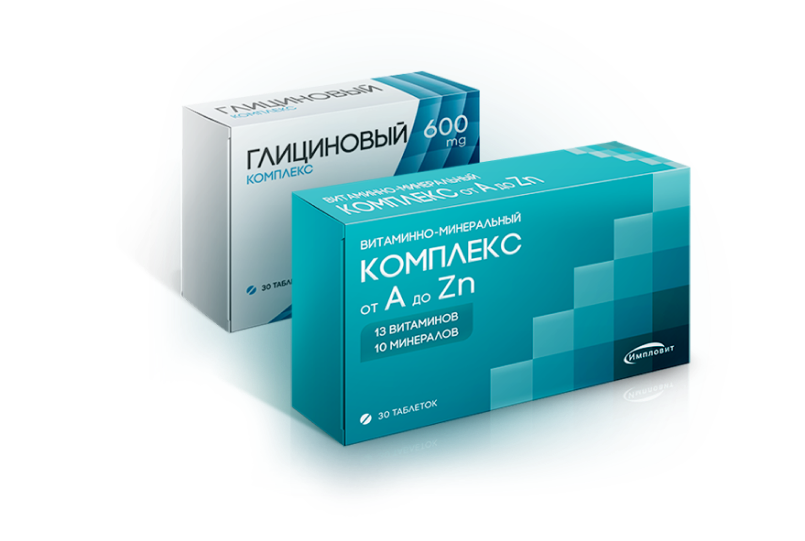 ГЛИЦИНОВЫЙ
КОМПЛЕКС
ГЛИЦИНОВЫЙ
КОМПЛЕКС
600
mg
30
ВИТАМИННО-МИНЕРАЛЬНЫЙ
КОМПЛЕКС ОТ А ДО Zn
ВИТАМИННО-МИНЕРАЛЬНЫЙ
КОМПЛЕКС
ОТ А ДО Zn
13 ВИТАМИНОВ
10 МИНЕРАЛОВ
30 ТАБЛЕТОК
Импловит